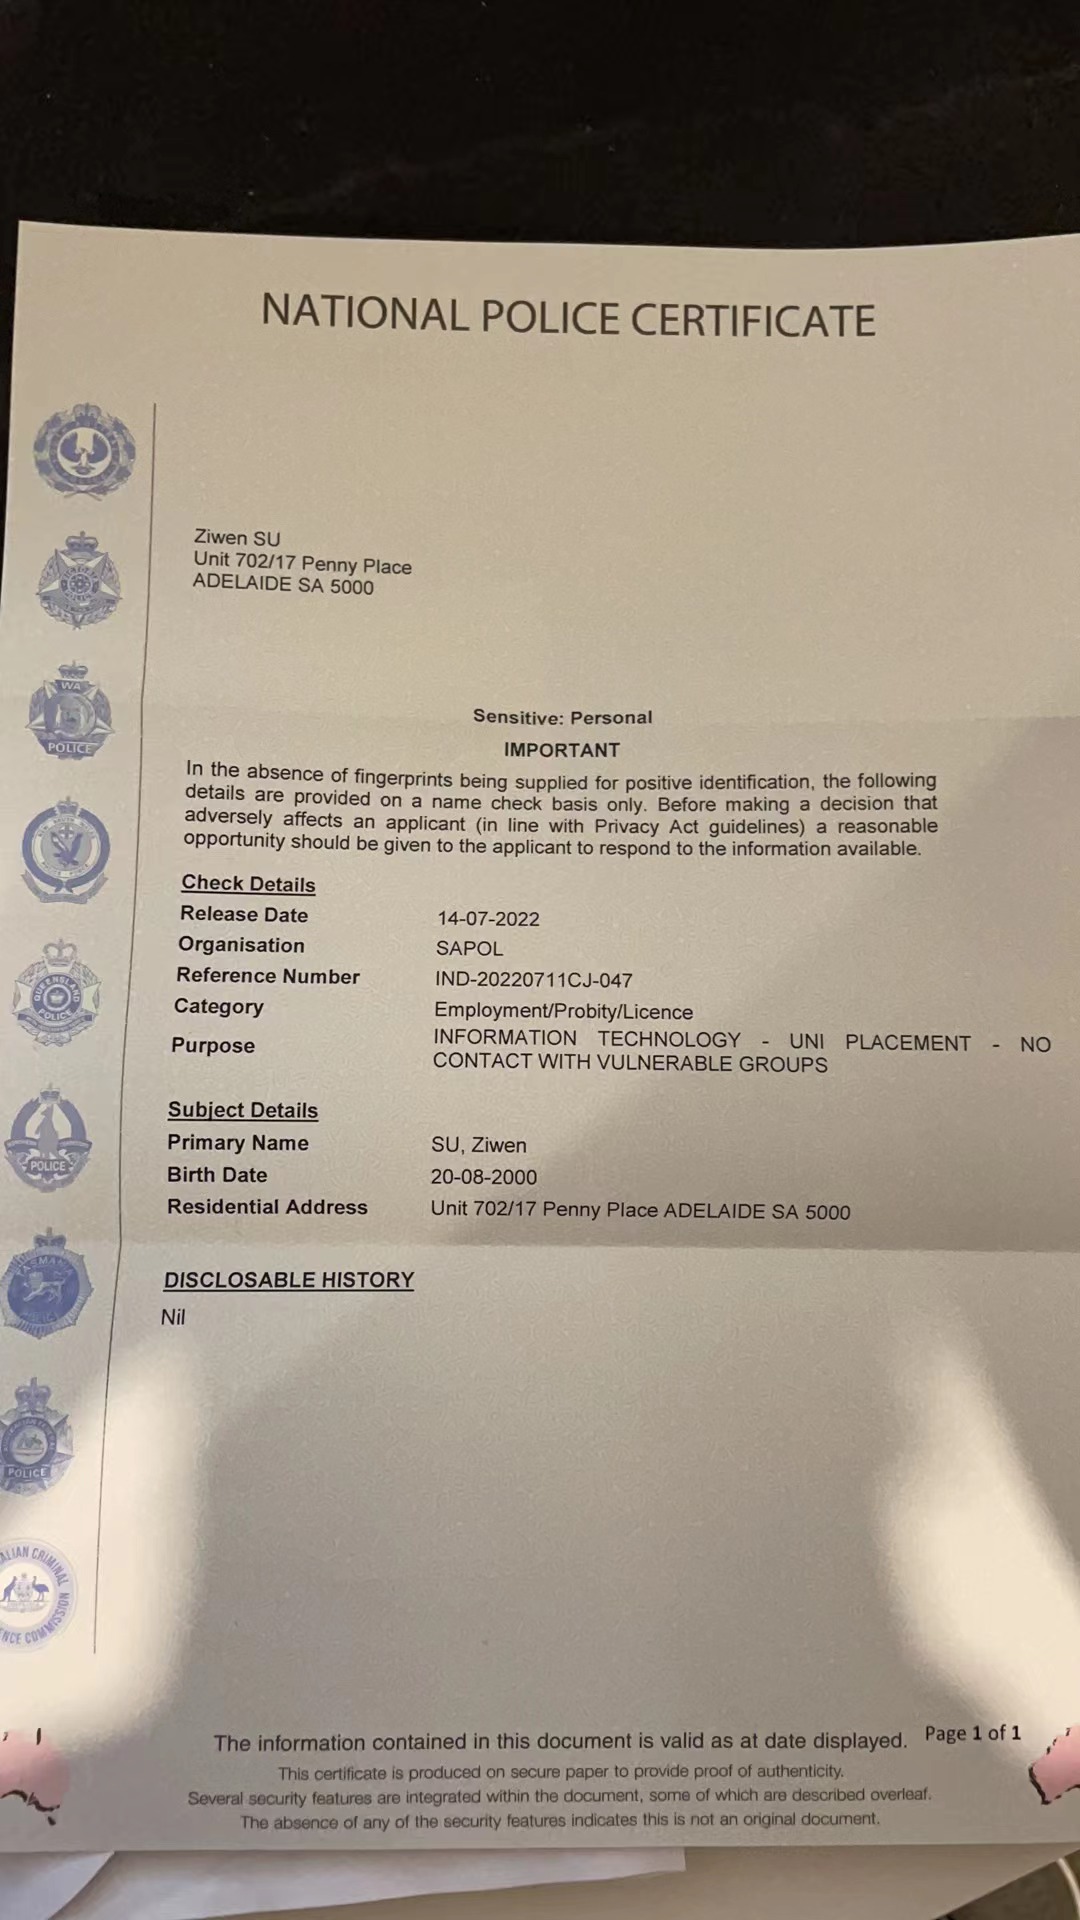 NATIONAL POLICE CERTIFICATE
Ziwen SU
Unit 702/17 Penny Place
ADELAIDE SA 5000
Sensitive: Personal
IMPORTANT
In the absence of fingerprints being supplied for positive identification, the following
details are provided on a name check basis only. Before making a decision that
adversely affects an applicant (in line with Privacy Act guidelines) a reasonable
opportunity should be given to the applicant to respond to the information available.
Check Details
Release Date 14-07-2022
Organisation SAPOL
Reference Number IND-20220711CJ-047
Category Employment/Probity/Licence
Purpose INFORMATION TECHNOLOGY - UNI PLACEMENT - NO
CONTACT WITH VULNERABLE GROUPS
Subject Details
Primary Name SU, Ziwen
Birth Date 20-08-2000
Residential Address Unit 702/17 Penny Place ADELAIDE SA 5000
DISCLOSABLE HISTORY
Nil
WA
POLICE
QUEENSLAND
POLICE
POLICE
POLICE
The information contained in this document is valid as at date displayed. Page 1 of 1
This certificate is produced on secure paper to provide proof of authenticity.
Several security features are integrated within the document, some of which are described overleaf.
The absence of any of the security features indicates this is not an original document.